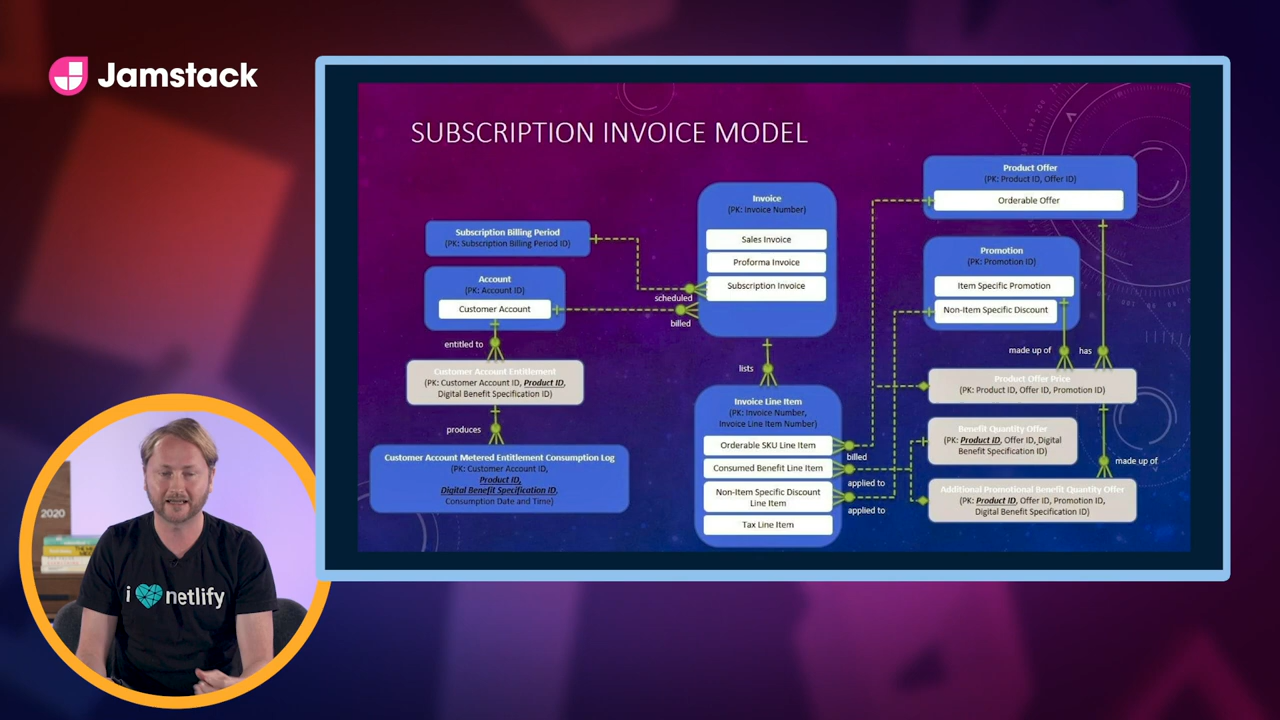 Jamstack
SUBSCRIPTION INVOICE MODEL
Subscription Billing Period
(PK: Subscription Billing Period ID)
Account
(PK: Account ID)
Customer Account
entitled to
Customer Account Entitlement
(PK: Customer Account ID, Product ID,
Digital Benefit Specification ID)
produces
Customer Account Metered Entitlement Consumption Log
(PK: Customer Account ID,
Product ID,
Digital Benefit Specification ID,
Consumption Date and Time)
scheduled
billed
Invoice
(PK: Invoice Number)
Sales Invoice
Proforma Invoice
Subscription Invoice
lists
Invoice Line Item
(PK: Invoice Number,
Invoice Line Item Number)
Orderable SKU Line Item
Consumed Benefit Line Item
Non-Item Specific Discount
Line Item
Tax Line Item
billed
applied to
applied to
Product Offer
(PK: Product ID, Offer ID)
Orderable Offer
Promotion
(PK: Promotion ID)
Item Specific Promotion
Non-Item Specific Discount
made up of
has
Product Offer Price
(PK: Product ID, Offer ID, Promotion ID)
Benefit Quantity Offer
(PK: Product ID, Offer ID, Digital
Benefit Specification ID)
made up of
Additional Promotional Benefit Quantity Offer
(PK: Product ID, Offer ID, Promotion ID,
Digital Benefit Specification ID)
2020
i netlify